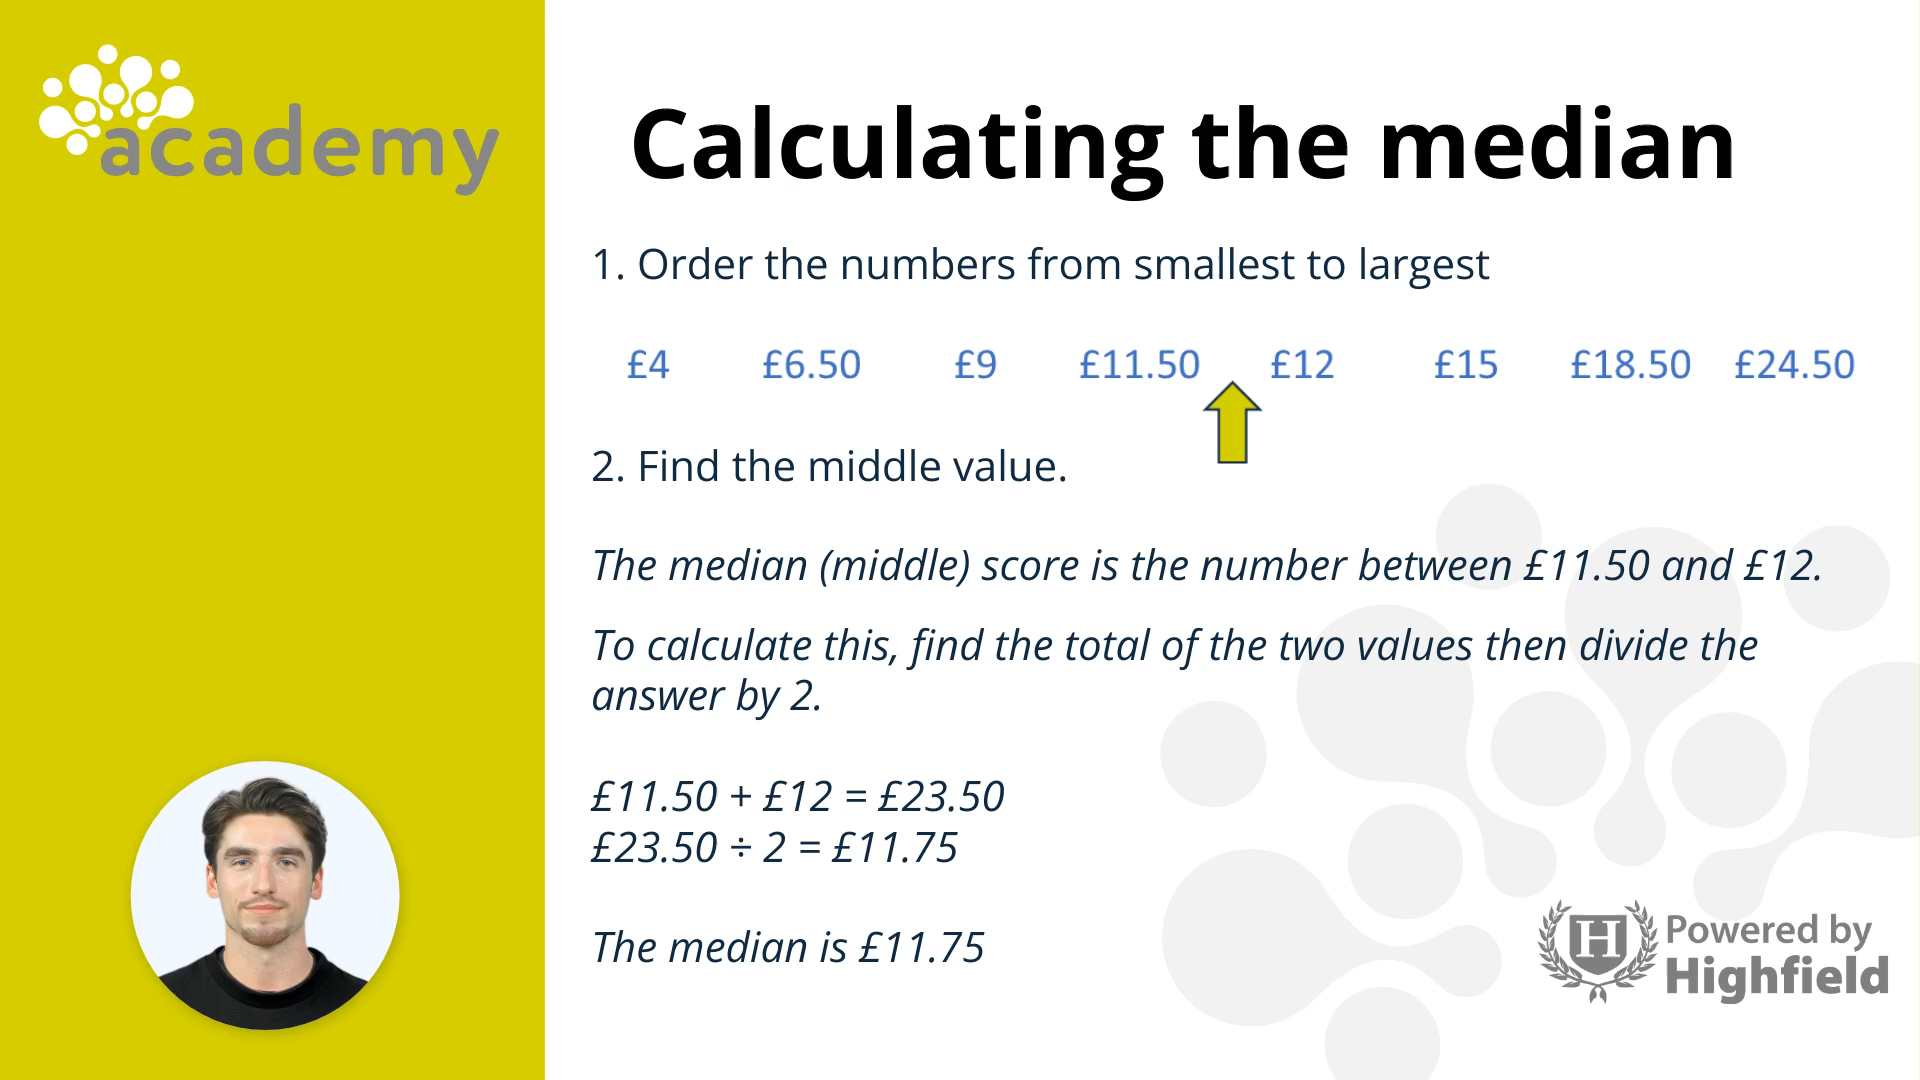 academy
Calculating the median
1. Order the numbers from smallest to largest
£4 £6.50 £9 £11.50 £12 £15 £18.50 £24.50
2. Find the middle value.
The median (middle) score is the number between £11.50 and £12.
To calculate this, find the total of the two values then divide the
answer by 2.
£11.50 + £12 = £23.50
£23.50 ÷ 2 = £11.75
The median is £11.75
H
Powered by
Highfield